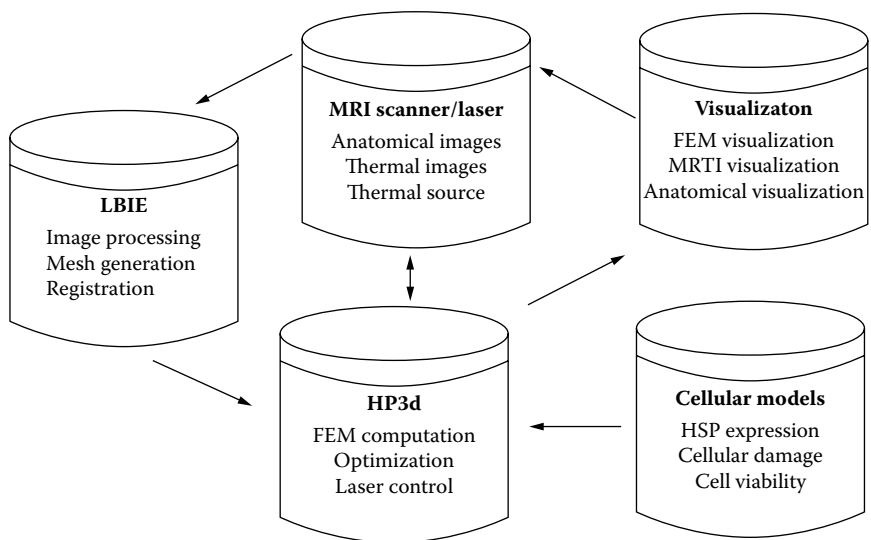 MRI scanner/laser
Anatomical images
Thermal images
Thermal source
Visualizaton
FEM visualization
MRTI visualization
Anatomical visualization
LBIE
Image processing
Mesh generation
Registration
HP3d
FEM computation
Optimization
Laser control
Cellular models
HSP expression
Cellular damage
Cell viability